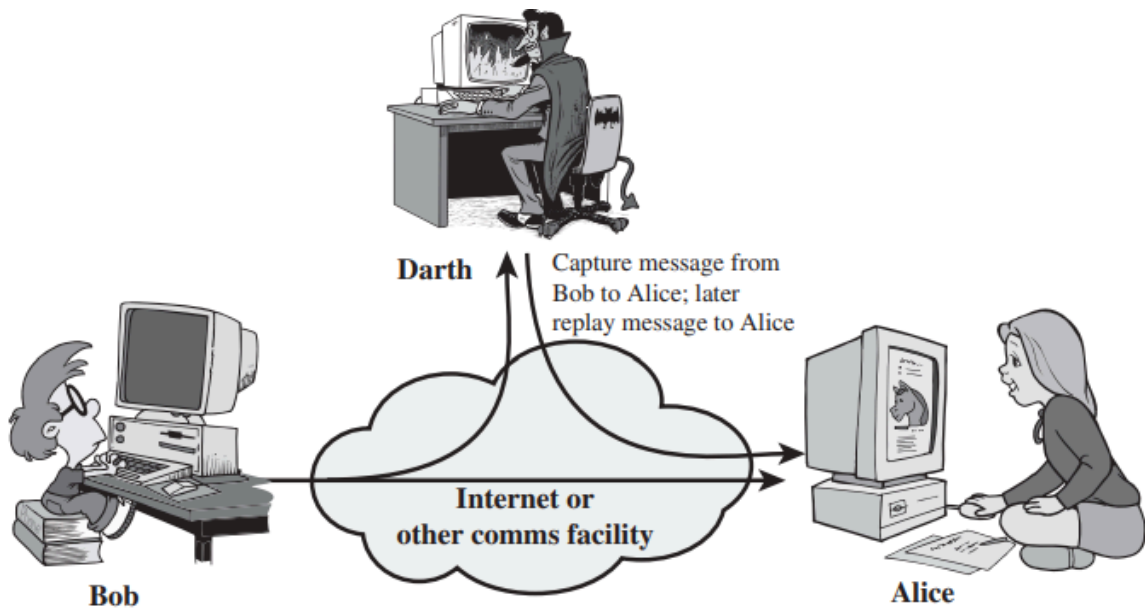 Darth
Capture message from
Bob to Alice; later
replay message to Alice
Internet or
other comms facility
Bob
Alice